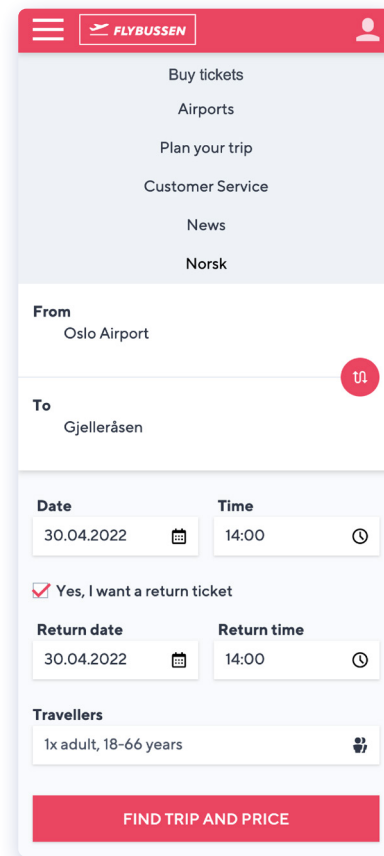 FLYBUSSEN
Buy tickets
Airports
Plan your trip
Customer Service
News
Norsk
From
Oslo Airport
To
Gjelleråsen
Date Time
30.04.2022 14:00
Yes, I want a return ticket
Return date Return time
30.04.2022 14:00
Travellers
1x adult, 18-66 years
FIND TRIP AND PRICE